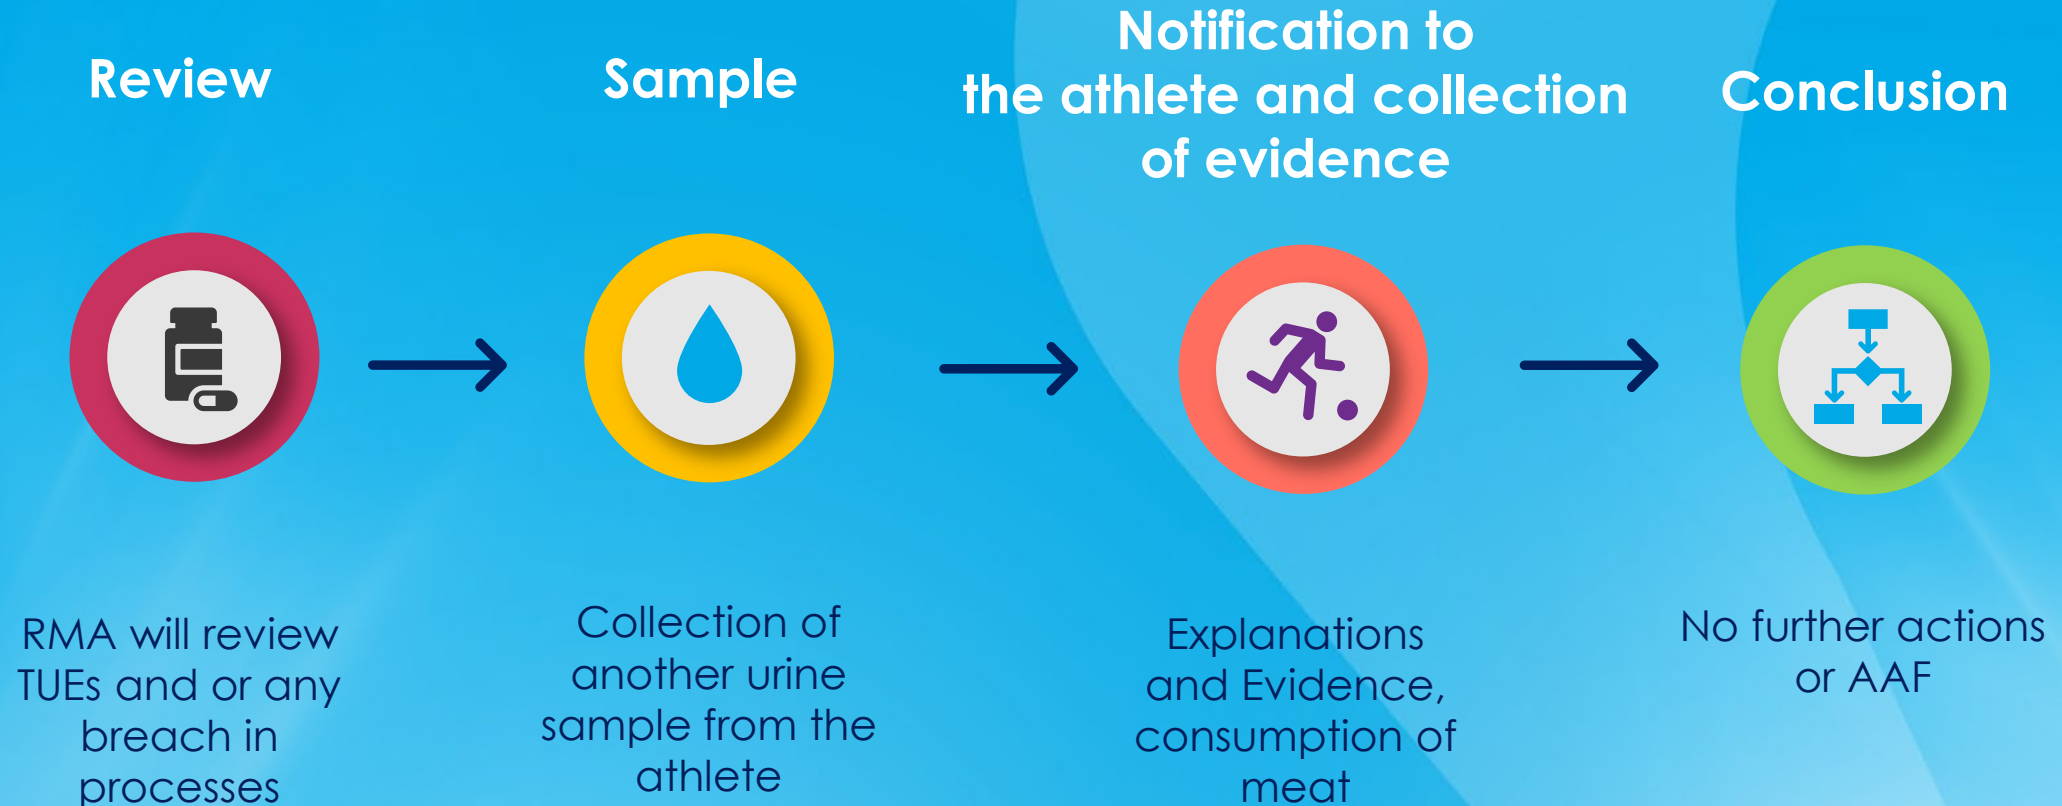 Review
Sample
Notification to
the athlete and collection
of evidence
Conclusion
RMA will review
TUEs and or any
breach in
processes
Collection of
another urine
sample from the
athlete
Explanations
and Evidence,
consumption of
meat
No further actions
or AAF